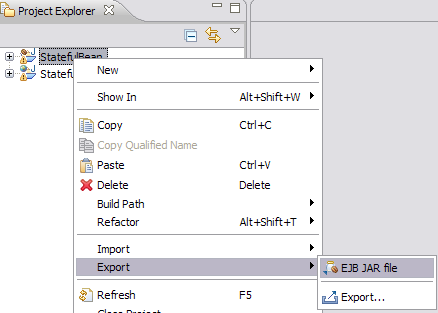 Project Explorer
StatefulBean
Stateful
New
Show In Alt+Shift+W
Copy Ctrl+C
Copy Qualified Name
Paste Ctrl+V
Delete Delete
Build Path
Refactor Alt+Shift+T
Import
Export
EJB JAR file
Export...
Refresh F5
Close Project